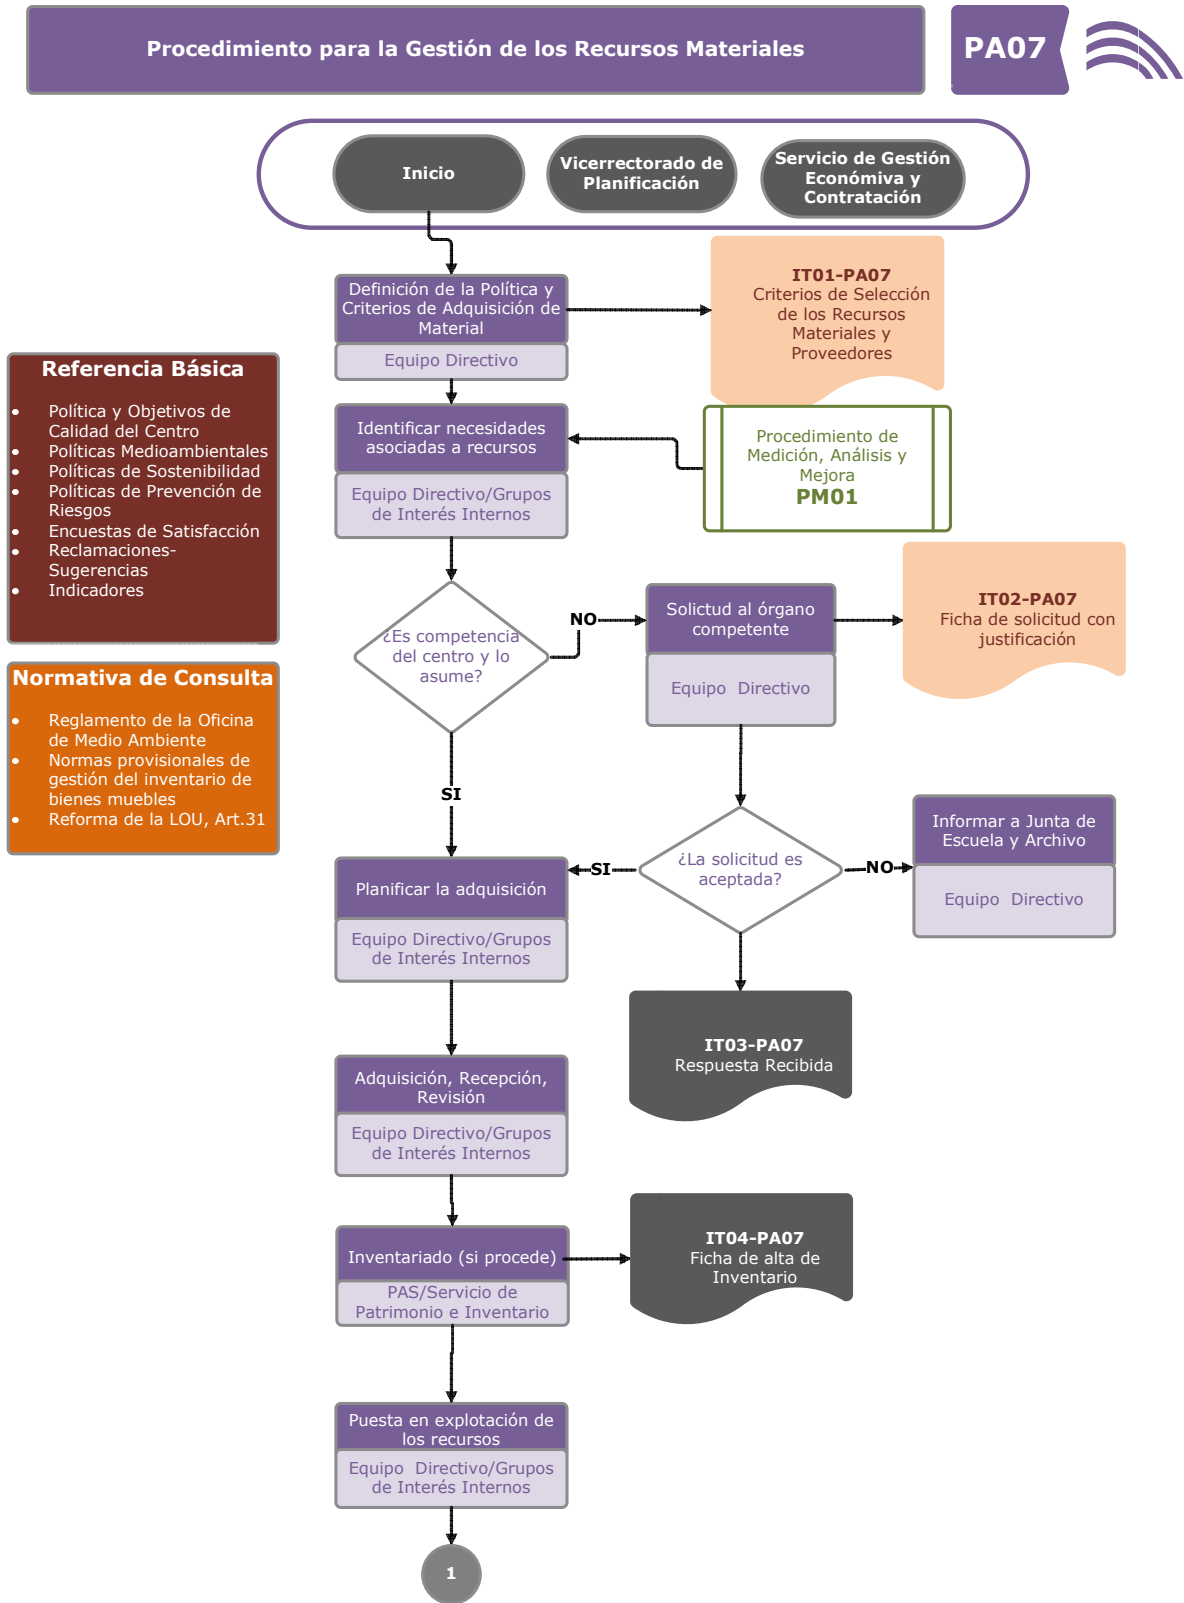 Procedimiento para la Gestión de los Recursos Materiales
PA07
Inicio
Vicerrectorado de
Planificación
Servicio de Gestión
Económiva y
Contratación
Definición de la Política y
Criterios de Adquisición de
Material
Equipo Directivo
IT01-PA07
Criterios de Selección
de los Recursos
Materiales y
Proveedores
Referencia Básica
Política y Objetivos de
Calidad del Centro
Políticas Medioambientales
Políticas de Sostenibilidad
Políticas de Prevención de
Riesgos
Encuestas de Satisfacción
Reclamaciones-
Sugerencias
Indicadores
Identificar necesidades
asociadas a recursos
Equipo Directivo/Grupos
de Interés Internos
Procedimiento de
Medición, Análisis y
Mejora
PM01
¿Es competencia
del centro y lo
asume?
NO
SI
Solictud al órgano
competente
Equipo Directivo
IT02-PA07
Ficha de solicitud con
justificación
Normativa de Consulta
Reglamento de la Oficina
de Medio Ambiente
Normas provisionales de
gestión del inventario de
bienes muebles
Reforma de la LOU, Art.31
¿La solicitud es
aceptada?
SI
NO
Informar a Junta de
Escuela y Archivo
Equipo Directivo
Planificar la adquisición
Equipo Directivo/Grupos
de Interés Internos
IT03-PA07
Respuesta Recibida
Adquisición, Recepción,
Revisión
Equipo Directivo/Grupos
de Interés Internos
Inventariado (si procede)
PAS/Servicio de
Patrimonio e Inventario
IT04-PA07
Ficha de alta de
Inventario
Puesta en explotación de
los recursos
Equipo Directivo/Grupos
de Interés Internos
1